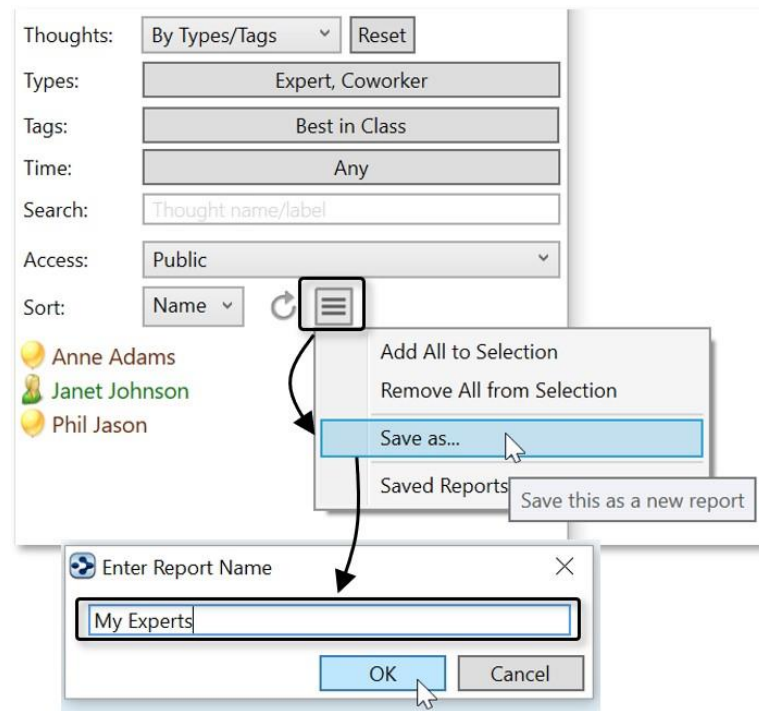 Thoughts: By Types/Tags Reset
Types: Expert, Coworker
Tags: Best in Class
Time: Any
Search: Thought name/label
Access: Public
Sort: Name
Anne Adams
Janet Johnson
Phil Jason
Add All to Selection
Remove All from Selection
Save as...
Saved Reports
Save this as a new report
Enter Report Name
My Experts
OK Cancel